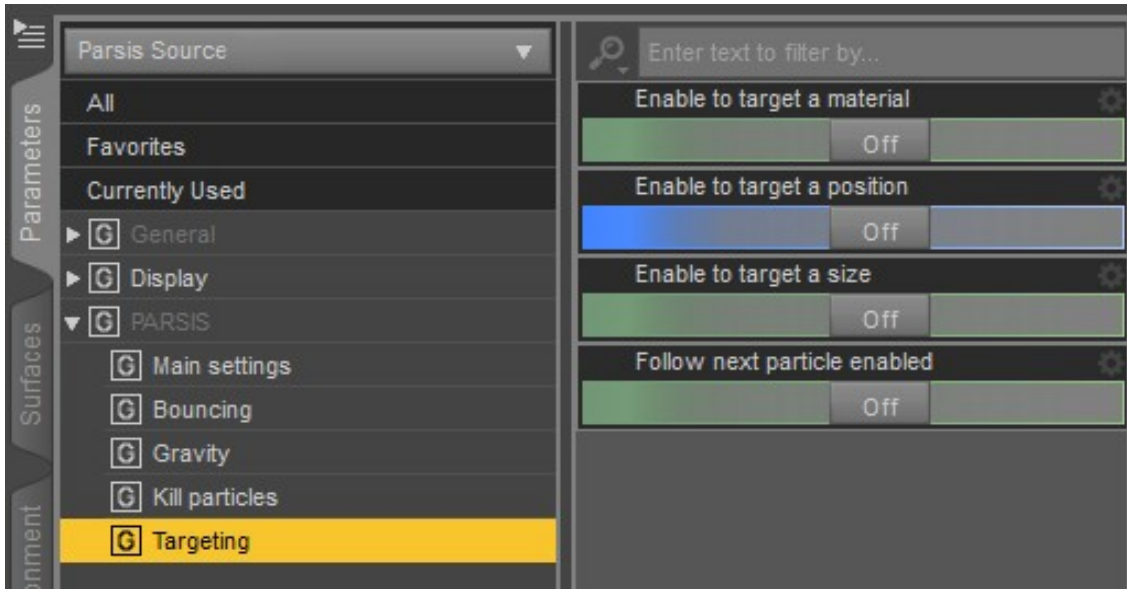 Parsis Source
All
Favorites
Currently Used
G General
G Display
G PARSIS
G Main settings
G Bouncing
G Gravity
G Kill particles
G Targeting
Parameters
Surfaces
onment
Enter text to filter by...
Enable to target a material
Off
Enable to target a position
Off
Enable to target a size
Off
Follow next particle enabled
Off